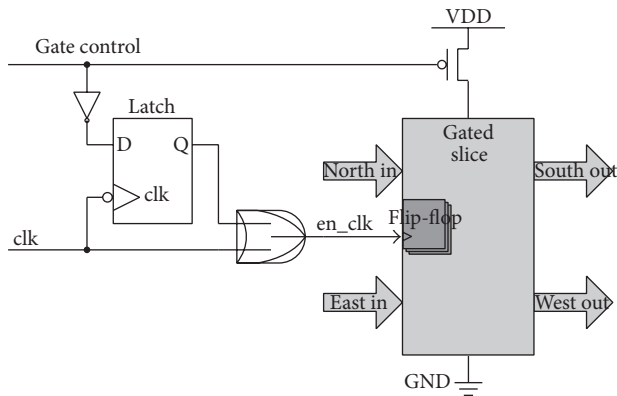 VDD
Gate control
Latch
D
Q
clk
Gated
slice
North in
South out
Flip-flop
en_clk
clk
East in
West out
GND